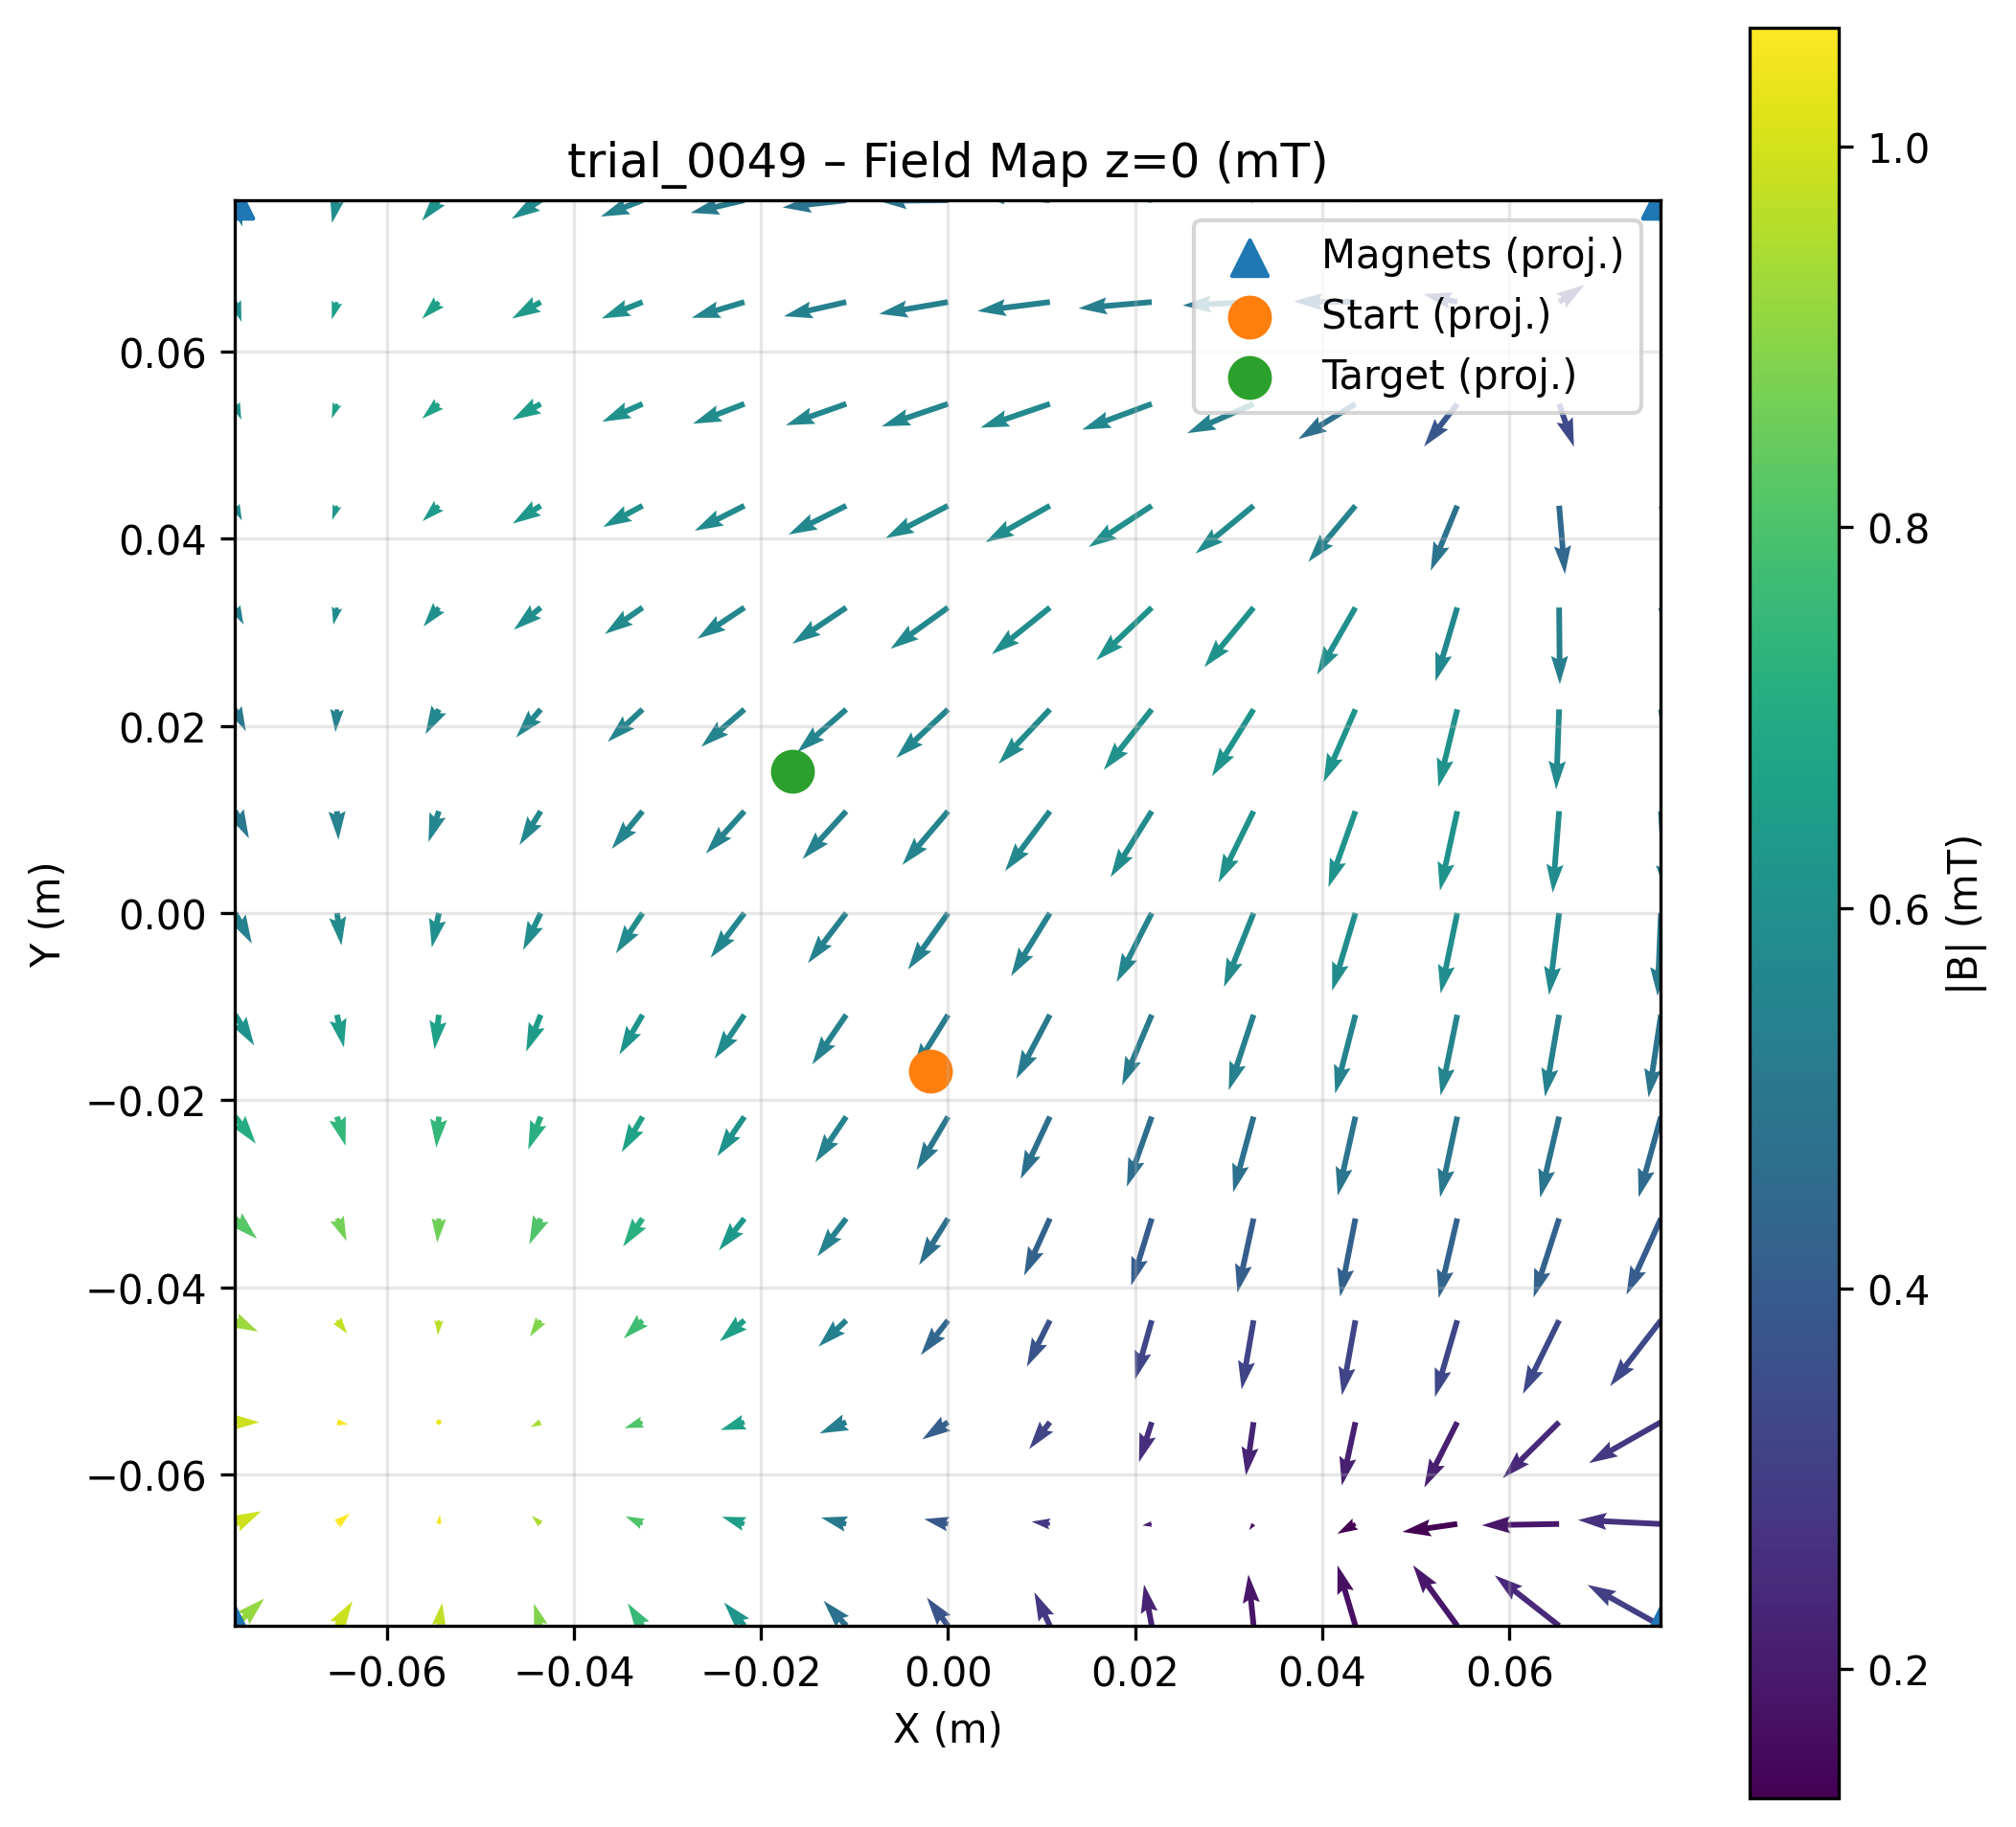 trial_0049 – Field Map z=0 (mT)
Magnets (proj.)
Start (proj.)
Target (proj.)
0.06
0.04
0.02
0.00
−0.02
−0.04
−0.06
Y (m)
−0.06
−0.04
−0.02
0.00
0.02
0.04
0.06
X (m)
1.0
0.8
0.6
0.4
0.2
|B| (mT)